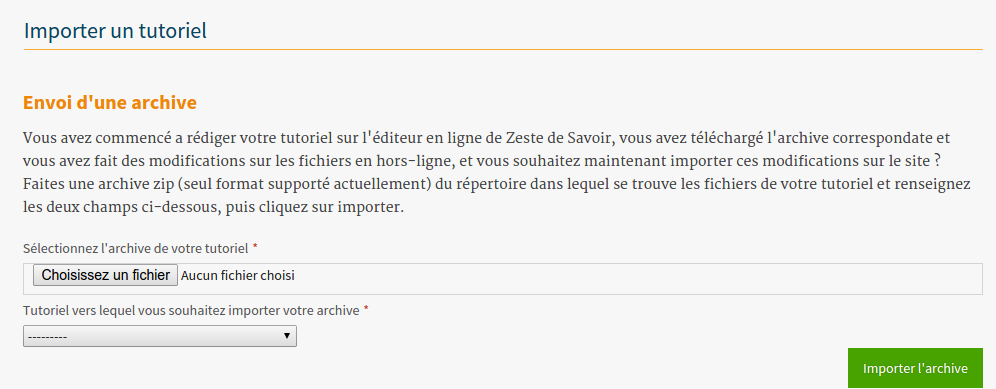 Importer un tutoriel
Envoi d'une archive
Vous avez commencé a rédiger votre tutoriel sur l'éditeur en ligne de Zeste de Savoir, vous avez téléchargé l'archive correspondate et
vous avez fait des modifications sur les fichiers en hors-ligne, et vous souhaitez maintenant importer ces modifications sur le site ?
Faites une archive zip (seul format supporté actuellement) du répertoire dans lequel se trouve les fichiers de votre tutoriel et renseignez
les deux champs ci-dessous, puis cliquez sur importer.
Sélectionnez l'archive de votre tutoriel *
Choisissez un fichier Aucun fichier choisi
Tutoriel vers lequel vous souhaitez importer votre archive *
---------
Importer l'archive